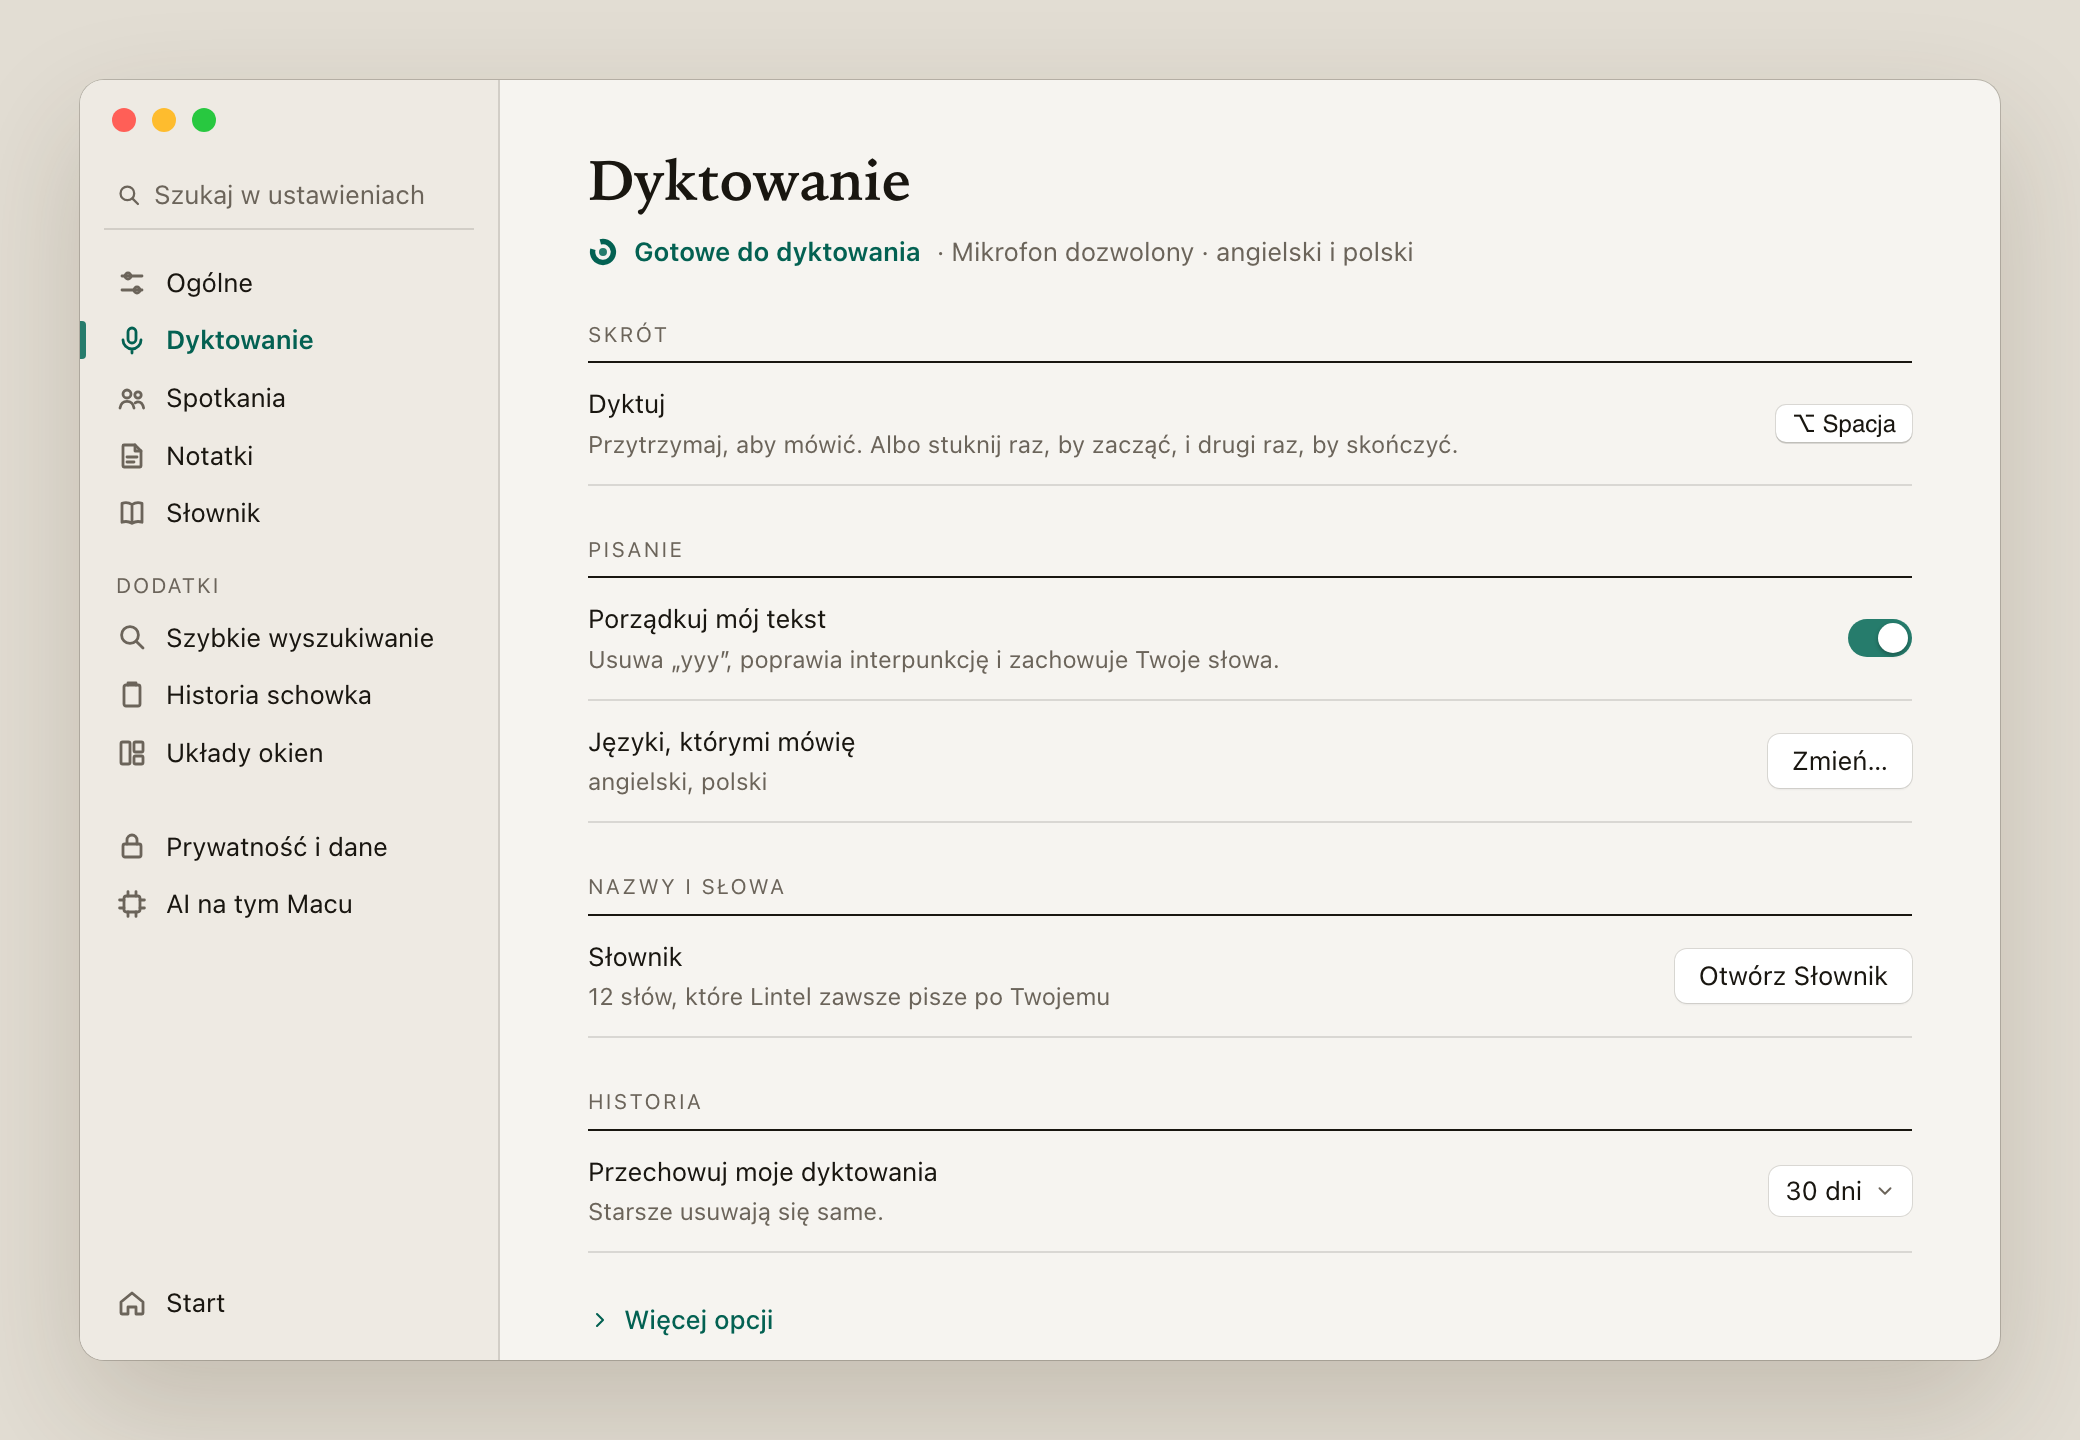 Szukaj w ustawieniach
Ogólne
Dyktowanie
Spotkania
Notatki
Słownik
DODATKI
Szybkie wyszukiwanie
Historia schowka
Układy okien
Prywatność i dane
AI na tym Macu
Start
Dyktowanie
Gotowe do dyktowania · Mikrofon dozwolony · angielski i polski
SKRÓT
Dyktuj
Przytrzymaj, aby mówić. Albo stuknij raz, by zacząć, i drugi raz, by skończyć.
⌥ Spacja
PISANIE
Porządkuj mój tekst
Usuwa „yyy”, poprawia interpunkcję i zachowuje Twoje słowa.
Języki, którymi mówię
angielski, polski
Zmień...
NAZWY I SŁOWA
Słownik
12 słów, które Lintel zawsze pisze po Twojemu
Otwórz Słownik
HISTORIA
Przechowuj moje dyktowania
Starsze usuwają się same.
30 dni
Więcej opcji